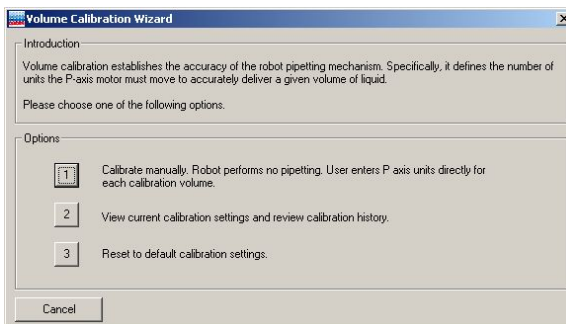 Volume Calibration Wizard
Introduction
Volume calibration establishes the accuracy of the robot pipetting mechanism. Specifically, it defines the number of
units the P-axis motor must move to accurately deliver a given volume of liquid.
Please choose one of the following options.
Options
1 Calibrate manually. Robot performs no pipetting. User enters P axis units directly for
each calibration volume.
2 View current calibration settings and review calibration history.
3 Reset to default calibration settings.
Cancel